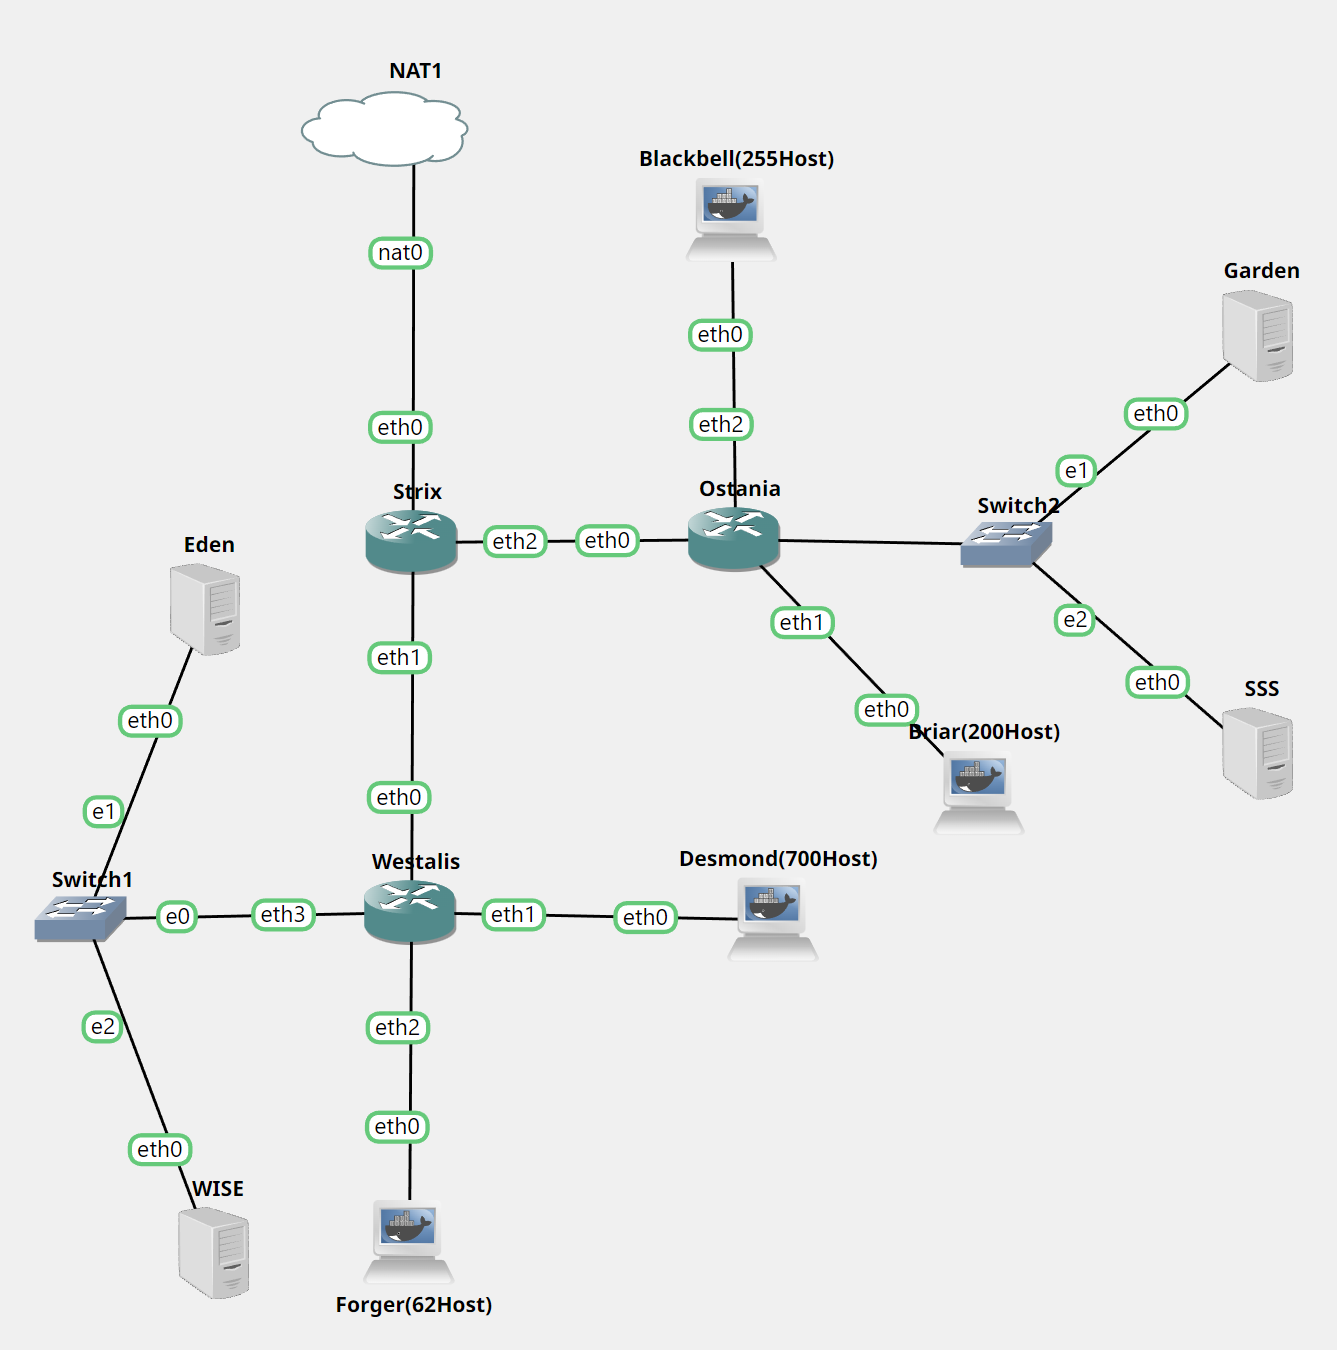 NAT1
Blackbell(255Host)
nat0
Garden
eth0
eth2
eth0
eth0
e1
Strix
Ostania
Switch2
eth2
eth0
Eden
eth1
e2
eth1
eth0
SSS
eth0
eth0
Briar(200Host)
e1
eth0
Westalis
Desmond(700Host)
Switch1
e0
eth3
eth1
eth0
e2
eth2
eth0
eth0
WISE
Forger(62Host)